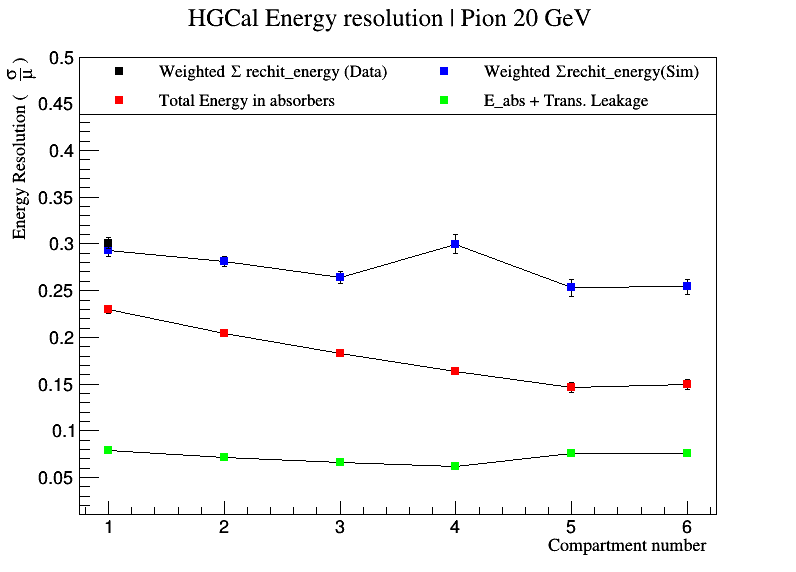 HGCal Energy resolution | Pion 20 GeV
Weighted Σ rechit_energy (Data)
Weighted Σrechit_energy(Sim)
Total Energy in absorbers
E_abs + Trans. Leakage
Energy Resolution ( σ/μ )
0.5
0.45
0.4
0.35
0.3
0.25
0.2
0.15
0.1
0.05
1 2 3 4 5 6
Compartment number